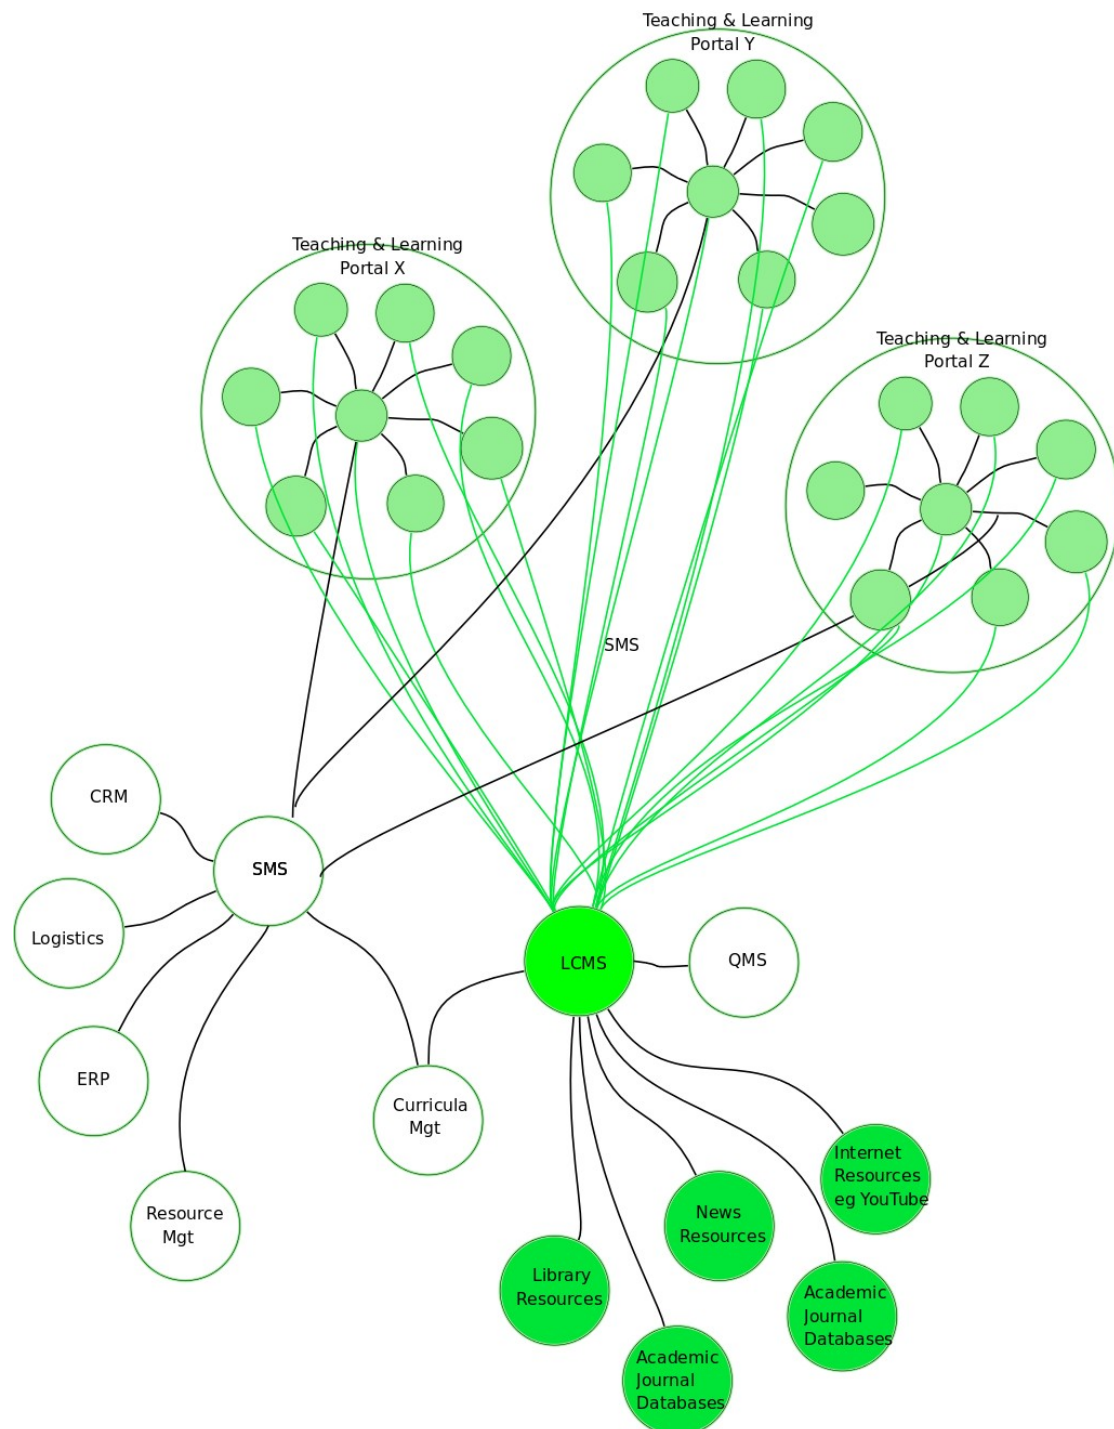 Teaching & Learning
Portal Y
Teaching & Learning
Portal X
Teaching & Learning
Portal Z
SMS
CRM
SMS
Logistics
LCMS
QMS
ERP
Curricula
Mgt
Internet
Resources
eg YouTube
Resource
Mgt
News
Resources
Library
Resources
Academic
Journal
Databases
Academic
Journal
Databases